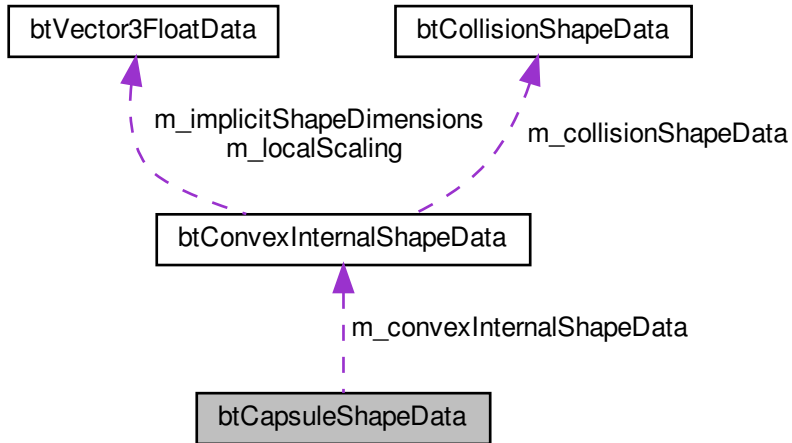 btVector3FloatData
btCollisionShapeData
m_implicitShapeDimensions
m_localScaling
m_collisionShapeData
btConvexInternalShapeData
m_convexInternalShapeData
btCapsuleShapeData